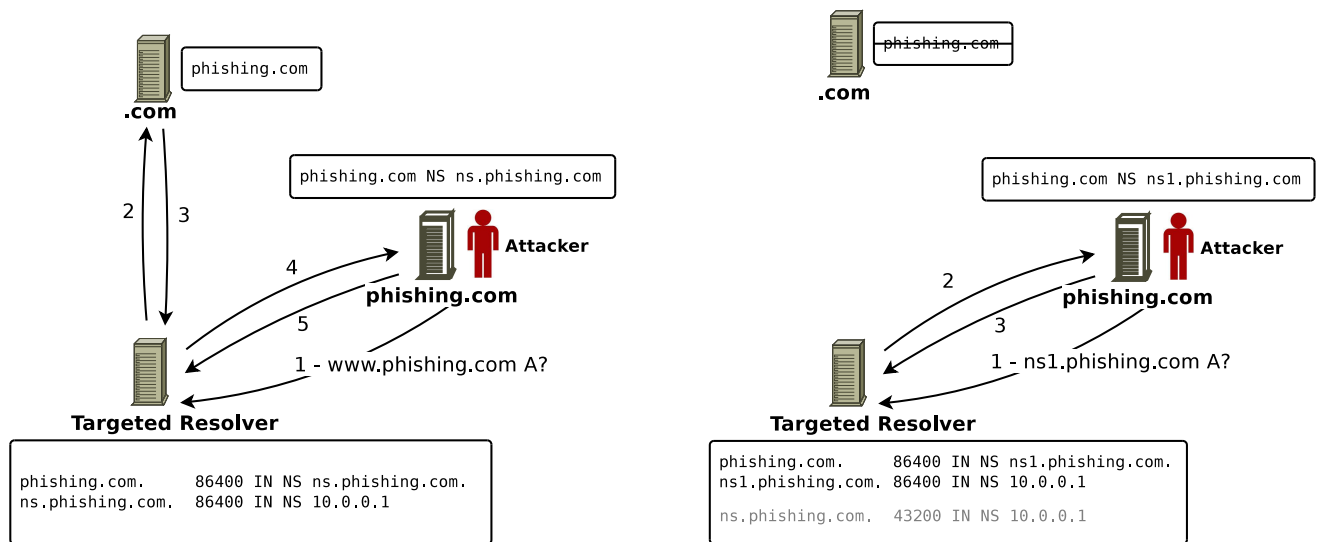 phishing.com
.com
phishing.com NS ns.phishing.com
2
3
Attacker
4
phishing.com
5
1 - www.phishing.com A?
Targeted Resolver
phishing.com. 86400 IN NS ns.phishing.com.
ns.phishing.com. 86400 IN NS 10.0.0.1
phishing.com
.com
phishing.com NS ns1.phishing.com
Attacker
2
phishing.com
3
1 - ns1.phishing.com A?
Targeted Resolver
phishing.com. 86400 IN NS ns1.phishing.com.
ns1.phishing.com. 86400 IN NS 10.0.0.1
ns.phishing.com. 43200 IN NS 10.0.0.1